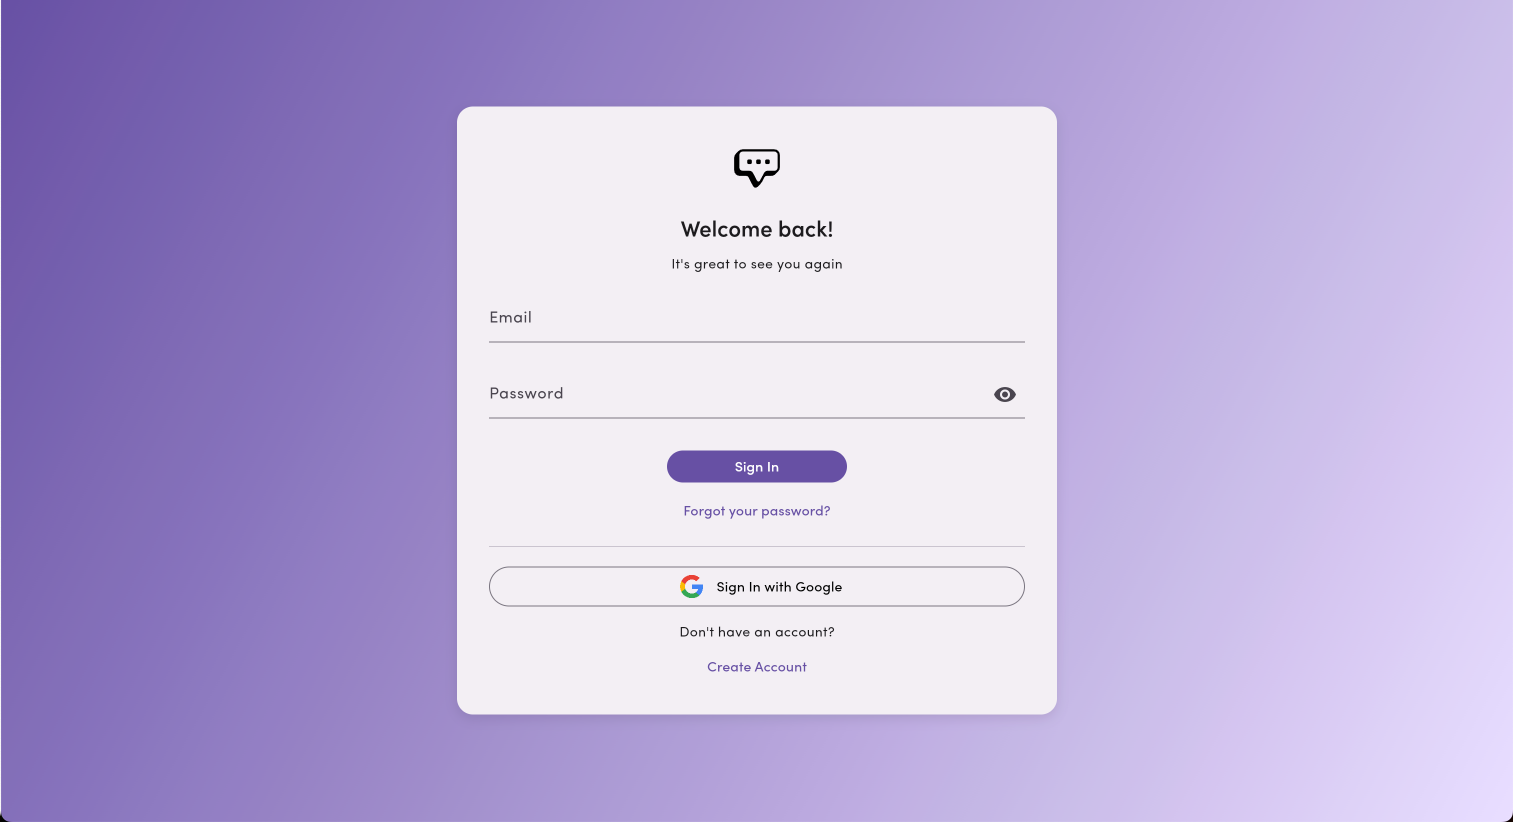 Welcome back!
It's great to see you again
Email
Password
Sign In
Forgot your password?
Sign In with Google
Don't have an account?
Create Account